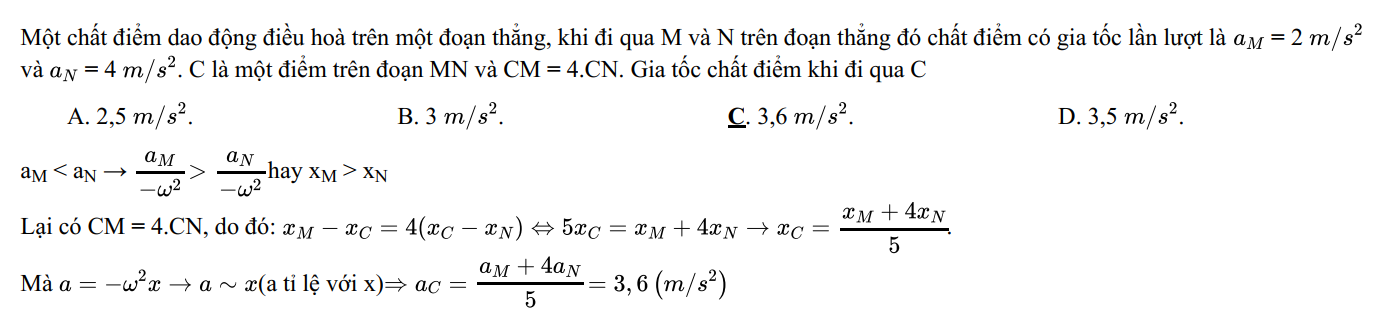 Một chất điểm dao động điều hoà trên một đoạn thẳng, khi đi qua M và N trên đoạn thẳng đó chất điểm có gia tốc lần lượt là $a_M = 2\ m/s^2$
và $a_N = 4\ m/s^2$. C là một điểm trên đoạn MN và CM = 4.CN. Gia tốc chất điểm khi đi qua C
A. 2,5 $m/s^2$. B. 3 $m/s^2$. C. 3,6 $m/s^2$. D. 3,5 $m/s^2$.
$a_M < a_N \rightarrow \frac{a_M}{-\omega^2} > \frac{a_N}{-\omega^2}$ hay $x_M > x_N$
Lại có CM = 4.CN, do đó: $x_M - x_C = 4(x_C - x_N) \Leftrightarrow 5x_C = x_M + 4x_N \rightarrow x_C = \frac{x_M + 4x_N}{5}$.
Mà $a = -\omega^2 x \rightarrow a \sim x$(a tỉ lệ với x)$\Rightarrow a_C = \frac{a_M + 4a_N}{5} = 3,6\ (m/s^2)$